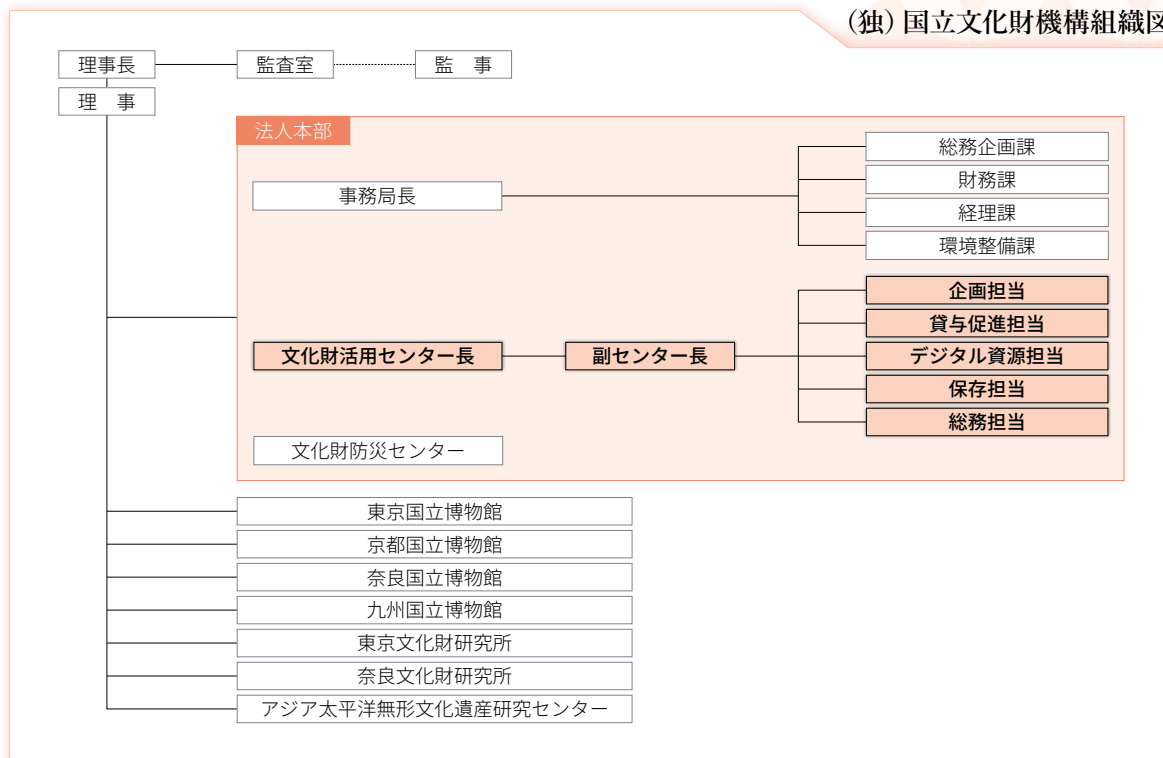 (独)国立文化財機構組織図
理事長
監査室
監　事
理　事
法人本部
事務局長
総務企画課
財務課
経理課
環境整備課
文化財活用センター長
副センター長
企画担当
貸与促進担当
デジタル資源担当
保存担当
総務担当
文化財防災センター
東京国立博物館
京都国立博物館
奈良国立博物館
九州国立博物館
東京文化財研究所
奈良文化財研究所
アジア太平洋無形文化遺産研究センター